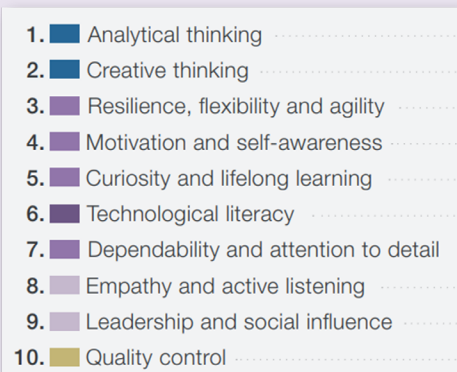 1. Analytical thinking
2. Creative thinking
3. Resilience, flexibility and agility
4. Motivation and self-awareness
5. Curiosity and lifelong learning
6. Technological literacy
7. Dependability and attention to detail
8. Empathy and active listening
9. Leadership and social influence
10. Quality control